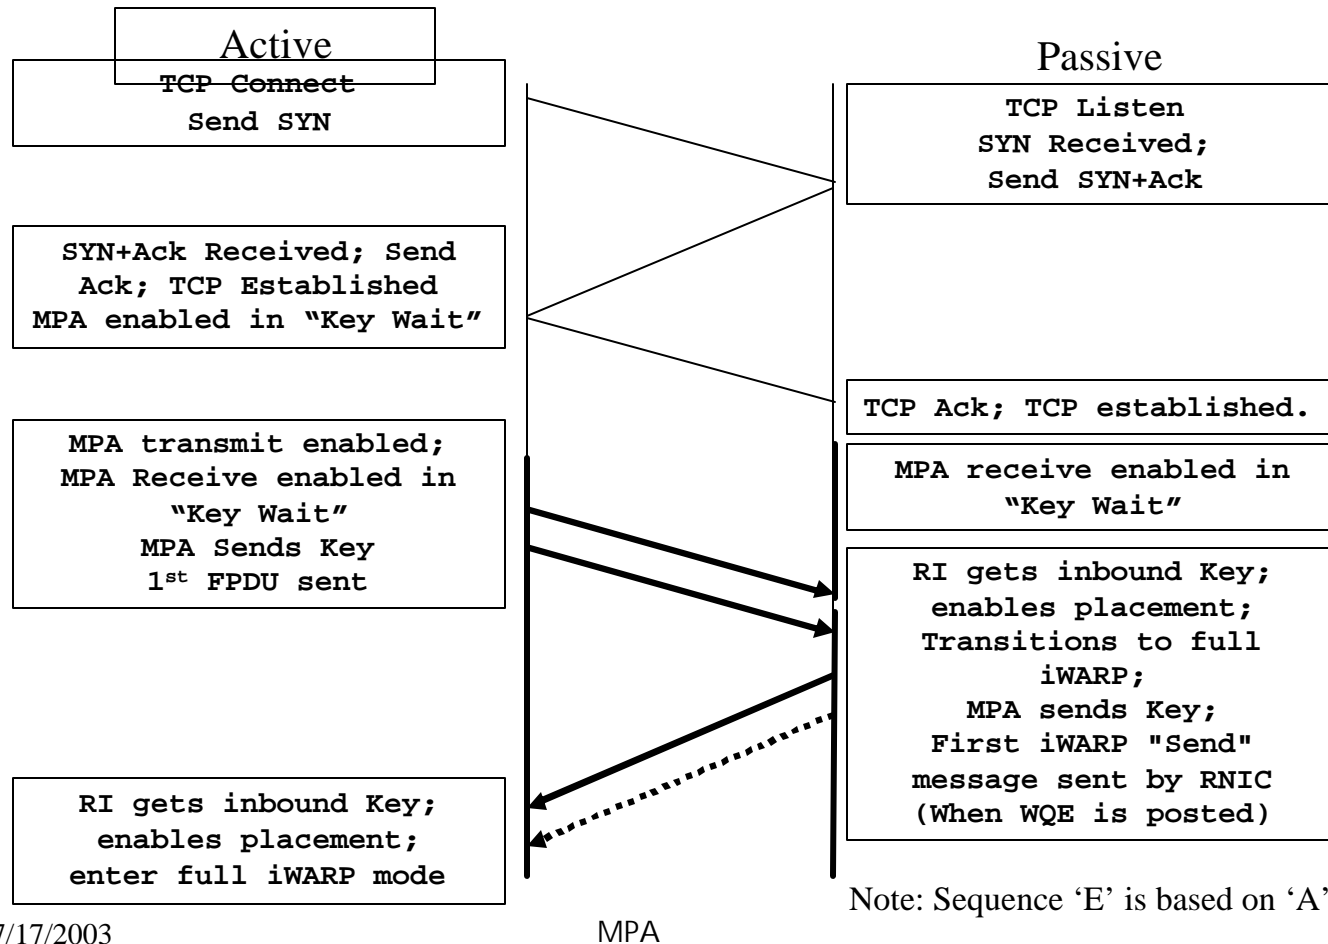 Active
TCP Connect
Send SYN
Passive
TCP Listen
SYN Received;
Send SYN+Ack
SYN+Ack Received; Send
Ack; TCP Established
MPA enabled in “Key Wait”
TCP Ack; TCP established.
MPA transmit enabled;
MPA Receive enabled in
“Key Wait”
MPA Sends Key
1st FPDU sent
MPA receive enabled in
“Key Wait”
RI gets inbound Key;
enables placement;
Transitions to full
iWARP;
MPA sends Key;
First iWARP "Send"
message sent by RNIC
(When WQE is posted)
RI gets inbound Key;
enables placement;
enter full iWARP mode
Note: Sequence ‘E’ is based on ‘A’
7/17/2003
MPA